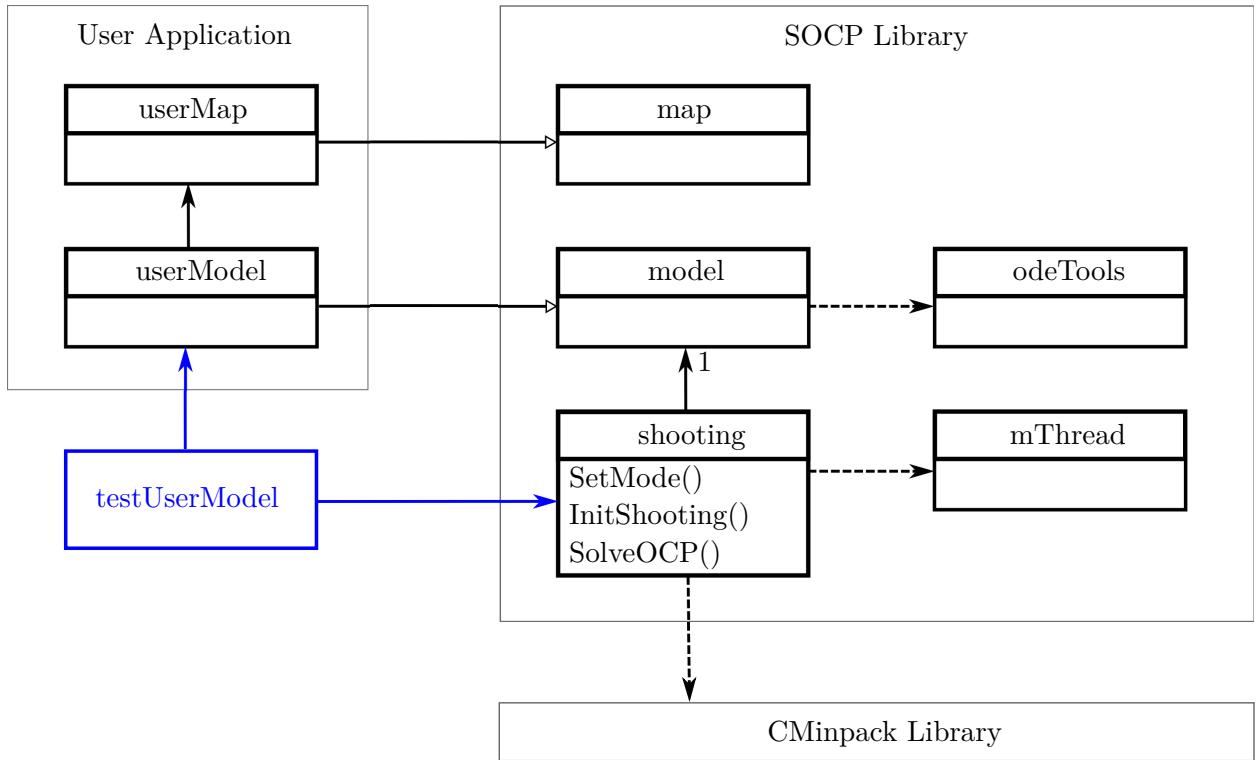 User Application
SOCP Library
userMap
map
userModel
model
odeTools
1
shooting
mThread
SetMode()
InitShooting()
SolveOCP()
testUserModel
CMinpack Library